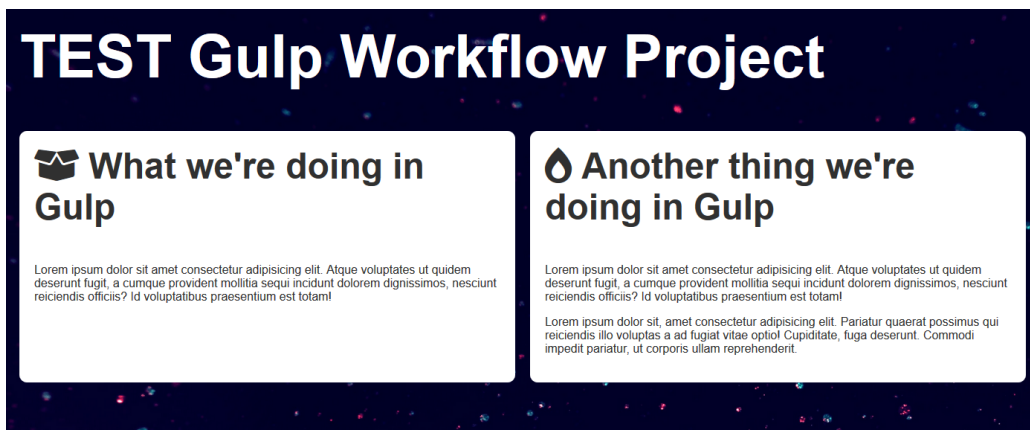 TEST Gulp Workflow Project
What we're doing in
Gulp
Lorem ipsum dolor sit amet consectetur adipisicing elit. Atque voluptates ut quidem
deserunt fugit, a cumque provident mollitia sequi incidunt dolorem dignissimos, nesciunt
reiciendis officiis? Id voluptatibus praesentium est totam!
Another thing we're
doing in Gulp
Lorem ipsum dolor sit amet consectetur adipisicing elit. Atque voluptates ut quidem
deserunt fugit, a cumque provident mollitia sequi incidunt dolorem dignissimos, nesciunt
reiciendis officiis? Id voluptatibus praesentium est totam!
Lorem ipsum dolor sit, amet consectetur adipisicing elit. Pariatur quaerat possimus qui
reiciendis illo voluptas a ad fugiat vitae optio! Cupiditate, fuga deserunt. Commodi
impedit pariatur, ut corporis ullam reprehenderit.